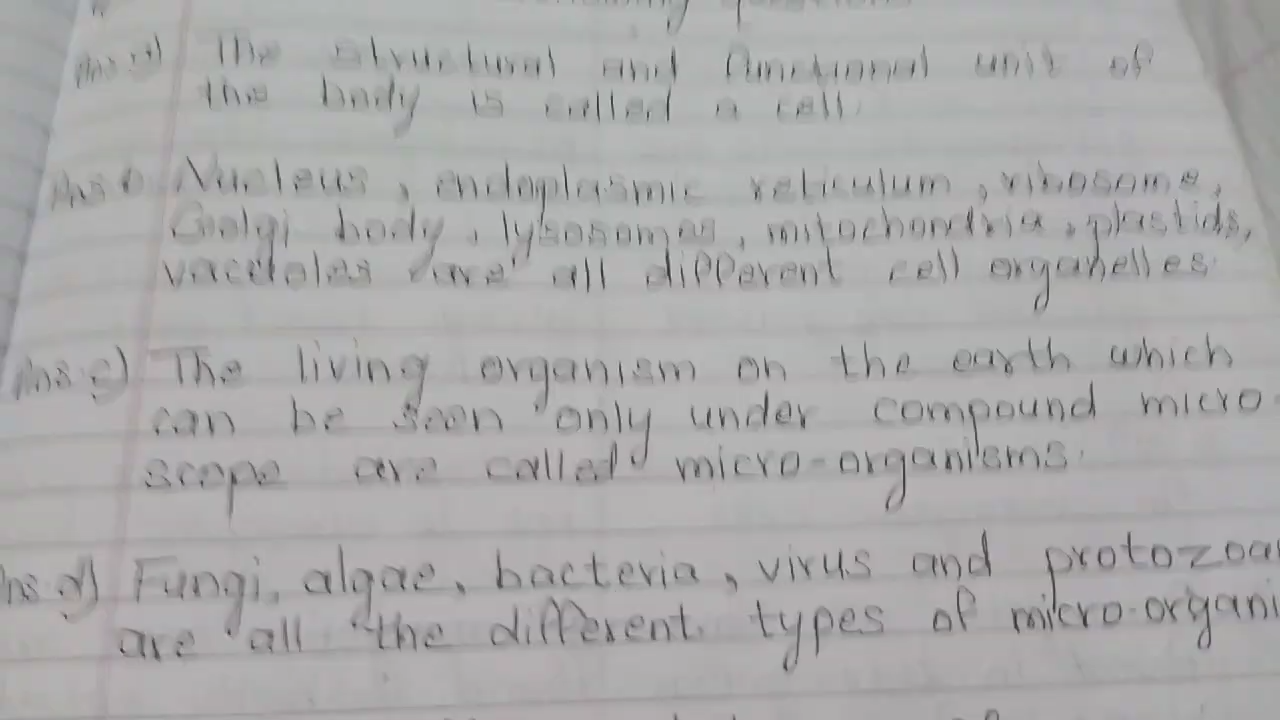 Ans a) The structural and functional unit of
the body is called a cell.
Ans b) Nucleus, endoplasmic reticulum, ribosome,
Golgi body, lysosomes, mitochondria, plastids,
vacuoles are all different cell organelles.
Ans c) The living organism on the earth which
can be seen only under compound micro-
scope are called micro-organisms.
Ans d) Fungi, algae, bacteria, virus and protozoa
are all the different types of micro-organi